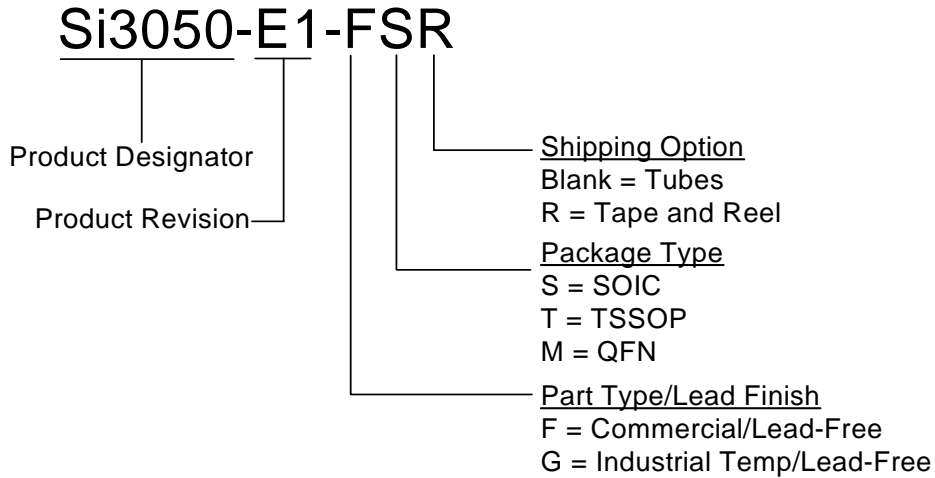 Si3050-E1-FSR
Product Designator
Product Revision
Shipping Option
Blank = Tubes
R = Tape and Reel
Package Type
S = SOIC
T = TSSOP
M = QFN
Part Type/Lead Finish
F = Commercial/Lead-Free
G = Industrial Temp/Lead-Free